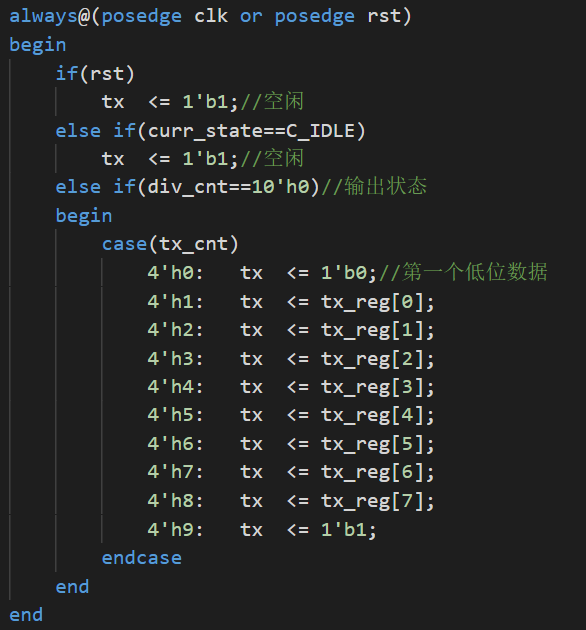 always@(posedge clk or posedge rst)
begin
    if(rst)
        tx  <= 1'b1;//空闲
    else if(curr_state==C_IDLE)
        tx  <= 1'b1;//空闲
    else if(div_cnt==10'h0)//输出状态
    begin
        case(tx_cnt)
            4'h0:   tx  <= 1'b0;//第一个低位数据
            4'h1:   tx  <= tx_reg[0];
            4'h2:   tx  <= tx_reg[1];
            4'h3:   tx  <= tx_reg[2];
            4'h4:   tx  <= tx_reg[3];
            4'h5:   tx  <= tx_reg[4];
            4'h6:   tx  <= tx_reg[5];
            4'h7:   tx  <= tx_reg[6];
            4'h8:   tx  <= tx_reg[7];
            4'h9:   tx  <= 1'b1;
        endcase
    end
end